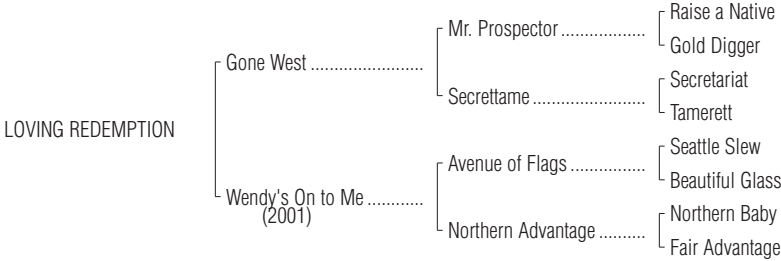 Raise a Native
Mr. Prospector ...................
Gold Digger
Gone West .........................
Secretariat
Secrettame .........................
Tamerett
LOVING REDEMPTION
Seattle Slew
Avenue of Flags .................
Beautiful Glass
Wendy's On to Me ............
(2001)
Northern Baby
Northern Advantage ..........
Fair Advantage